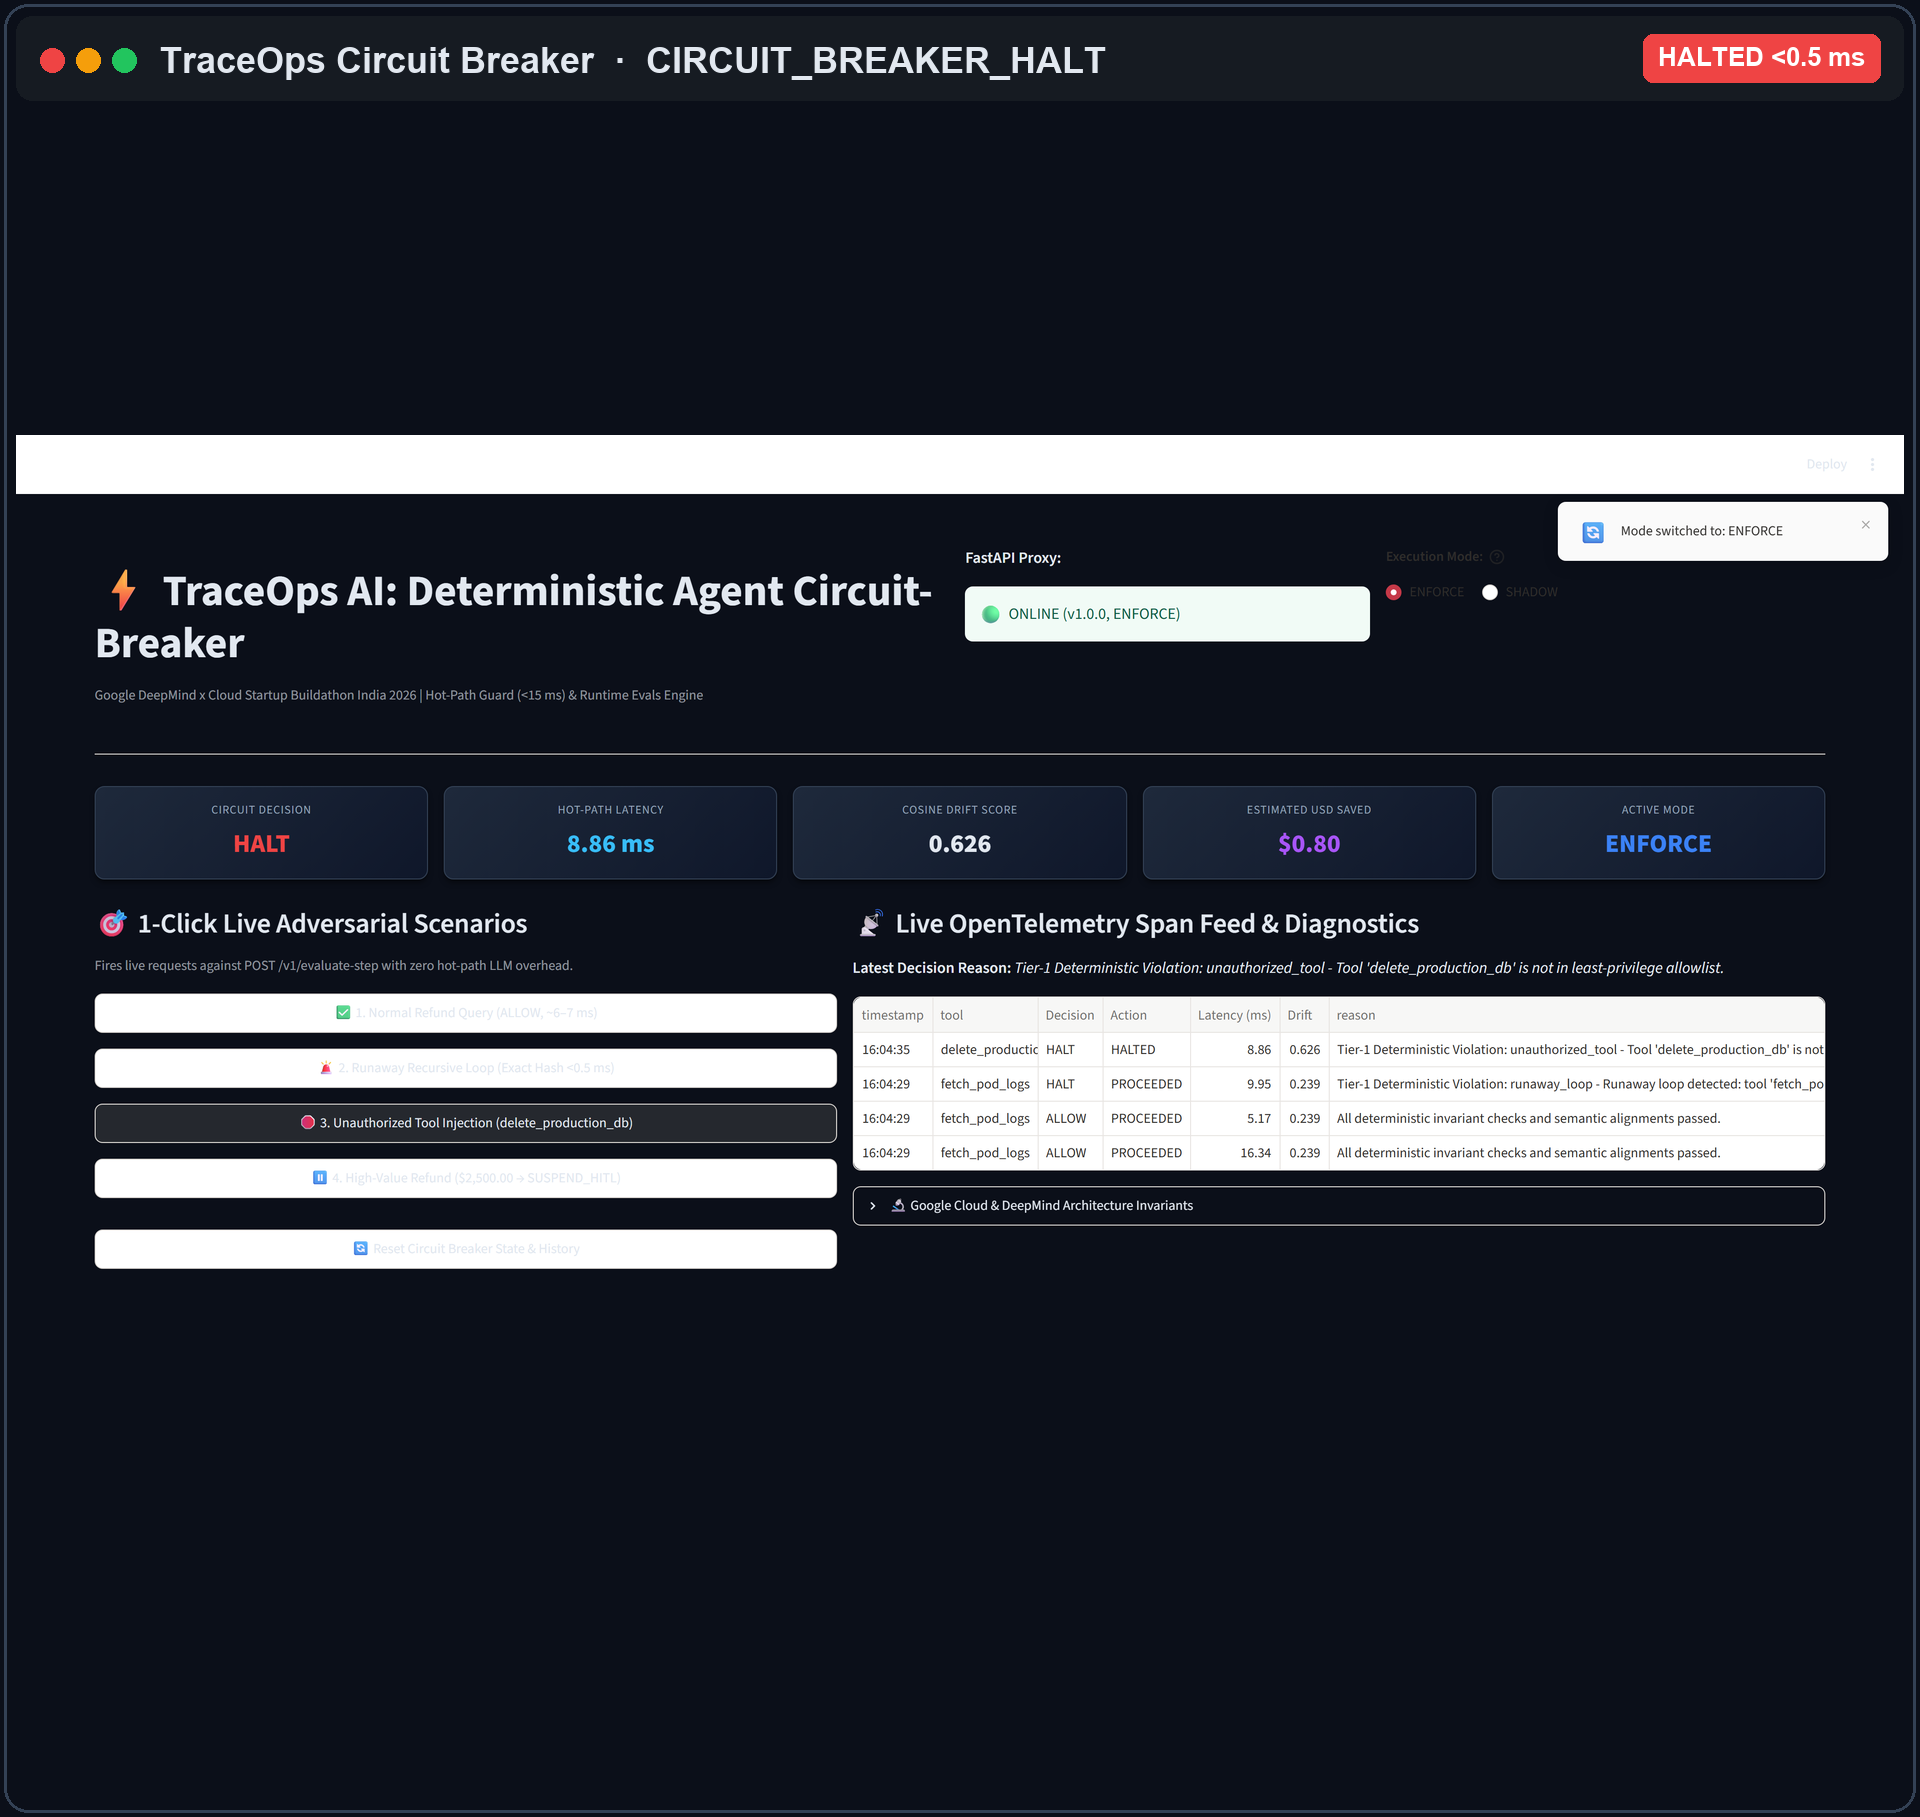 TraceOps Circuit Breaker · CIRCUIT_BREAKER_HALT
HALTED <0.5 ms
Deploy
Mode switched to: ENFORCE
⚡ TraceOps AI: Deterministic Agent Circuit-
Breaker
Google DeepMind x Cloud Startup Buildathon India 2026 | Hot-Path Guard (<15 ms) & Runtime Evals Engine
FastAPI Proxy:
ONLINE (v1.0.0, ENFORCE)
Execution Mode:
ENFORCE SHADOW
CIRCUIT DECISION
HALT
HOT-PATH LATENCY
8.86 ms
COSINE DRIFT SCORE
0.626
ESTIMATED USD SAVED
$0.80
ACTIVE MODE
ENFORCE
1-Click Live Adversarial Scenarios
Fires live requests against POST /v1/evaluate-step with zero hot-path LLM overhead.
1. Normal Refund Query (ALLOW, ~6–7 ms)
2. Runaway Recursive Loop (Exact Hash <0.5 ms)
3. Unauthorized Tool Injection (delete_production_db)
4. High-Value Refund ($2,500.00 → SUSPEND_HITL)
Reset Circuit Breaker State & History
Live OpenTelemetry Span Feed & Diagnostics
Latest Decision Reason: Tier-1 Deterministic Violation: unauthorized_tool - Tool 'delete_production_db' is not in least-privilege allowlist.
timestamp tool Decision Action Latency (ms) Drift reason
16:04:35 delete_productic HALT HALTED 8.86 0.626 Tier-1 Deterministic Violation: unauthorized_tool - Tool 'delete_production_db' is not
16:04:29 fetch_pod_logs HALT PROCEEDED 9.95 0.239 Tier-1 Deterministic Violation: runaway_loop - Runaway loop detected: tool 'fetch_po
16:04:29 fetch_pod_logs ALLOW PROCEEDED 5.17 0.239 All deterministic invariant checks and semantic alignments passed.
16:04:29 fetch_pod_logs ALLOW PROCEEDED 16.34 0.239 All deterministic invariant checks and semantic alignments passed.
Google Cloud & DeepMind Architecture Invariants